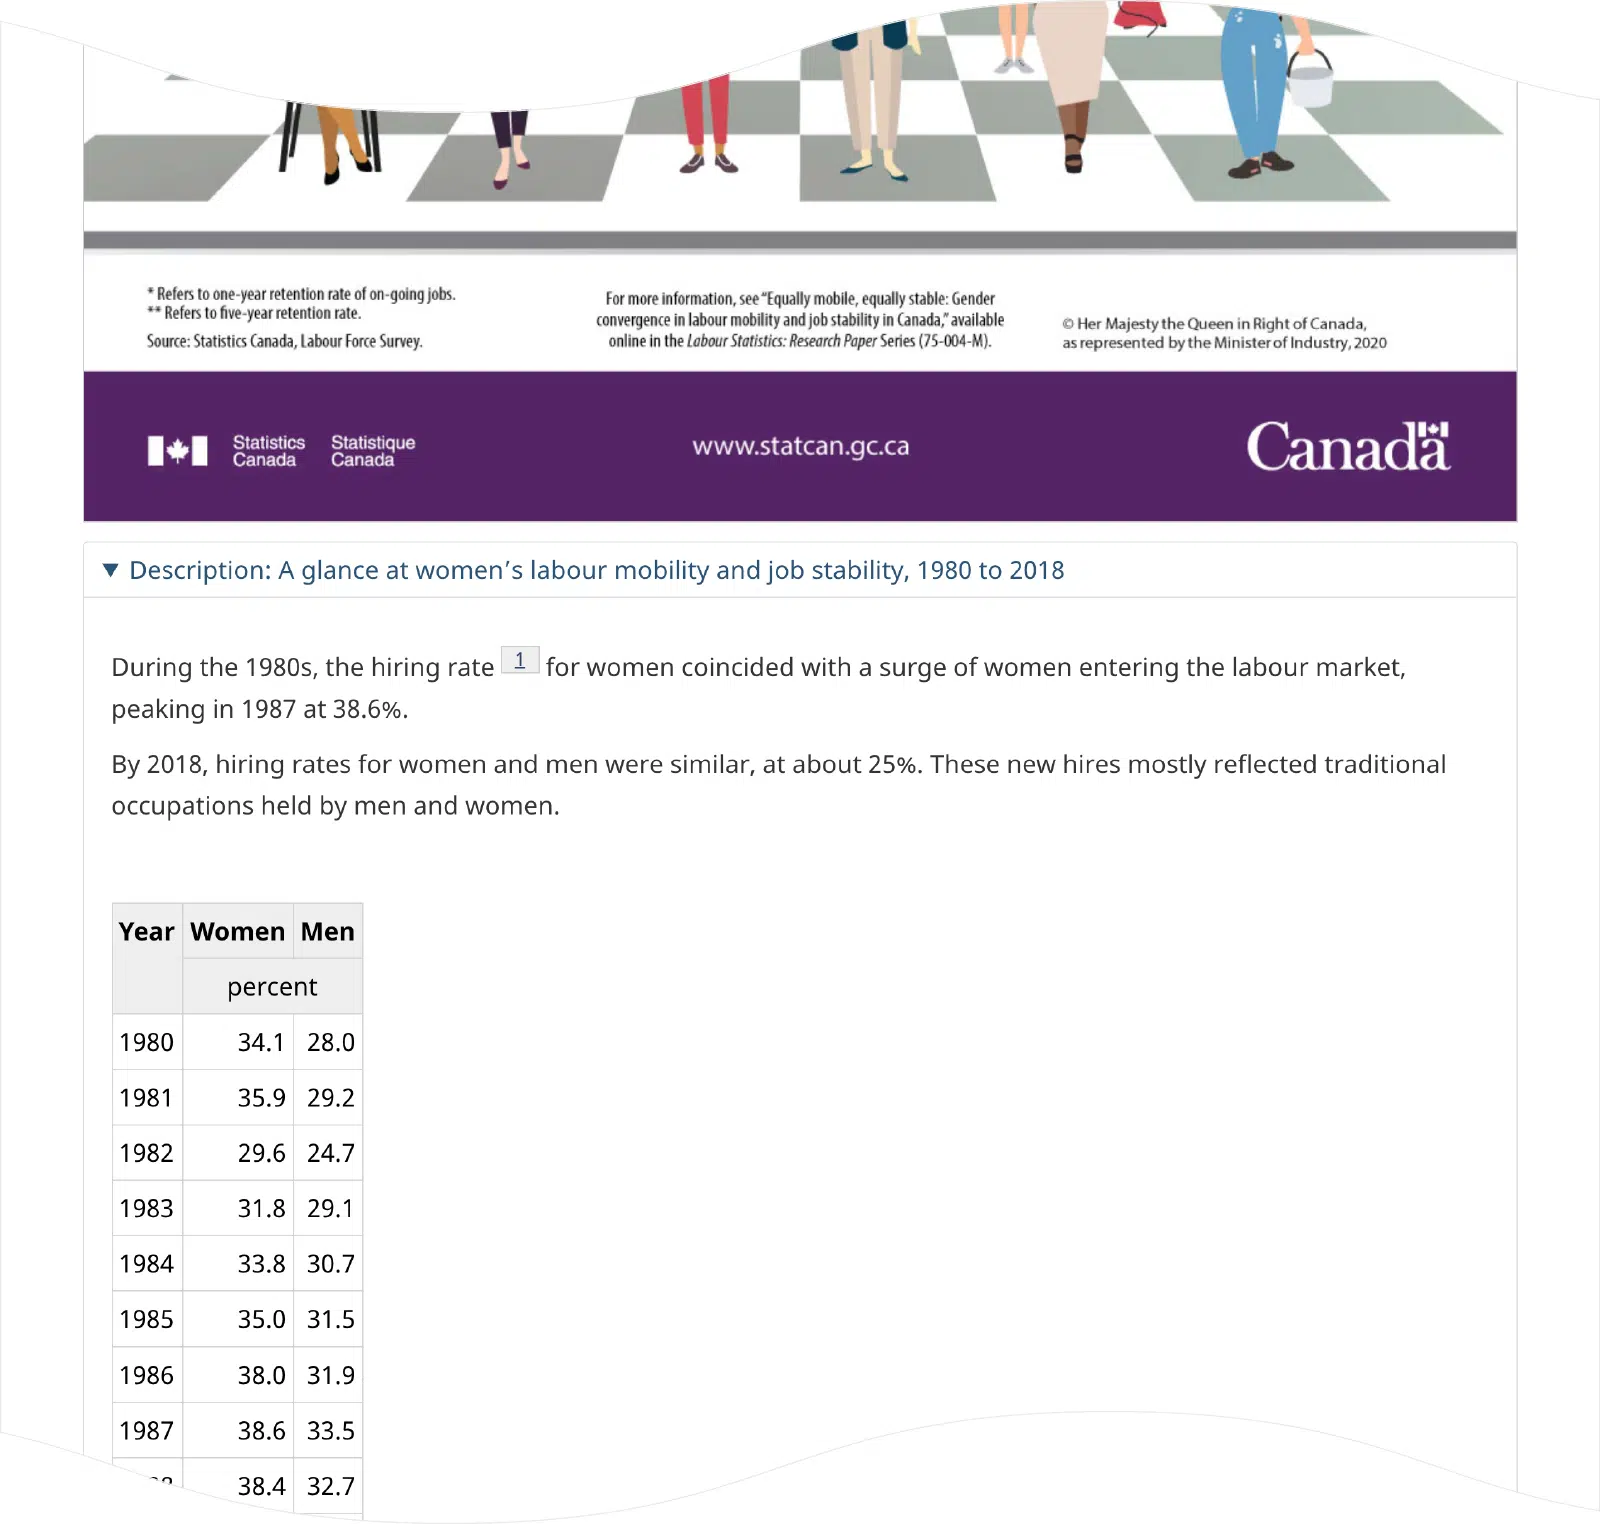 * Refers to one-year retention rate of on-going jobs.
** Refers to five-year retention rate.
Source: Statistics Canada, Labour Force Survey.
For more information, see “Equally mobile, equally stable: Gender
convergence in labour mobility and job stability in Canada,” available
online in the Labour Statistics: Research Paper Series (75-004-M).
© Her Majesty the Queen in Right of Canada,
as represented by the Minister of Industry, 2020
Statistics Statistique
Canada Canada
www.statcan.gc.ca
Canada
▼ Description: A glance at women’s labour mobility and job stability, 1980 to 2018
During the 1980s, the hiring rate 1 for women coincided with a surge of women entering the labour market,
peaking in 1987 at 38.6%.
By 2018, hiring rates for women and men were similar, at about 25%. These new hires mostly reflected traditional
occupations held by men and women.
Year Women Men
percent
1980 34.1 28.0
1981 35.9 29.2
1982 29.6 24.7
1983 31.8 29.1
1984 33.8 30.7
1985 35.0 31.5
1986 38.0 31.9
1987 38.6 33.5
38.4 32.7